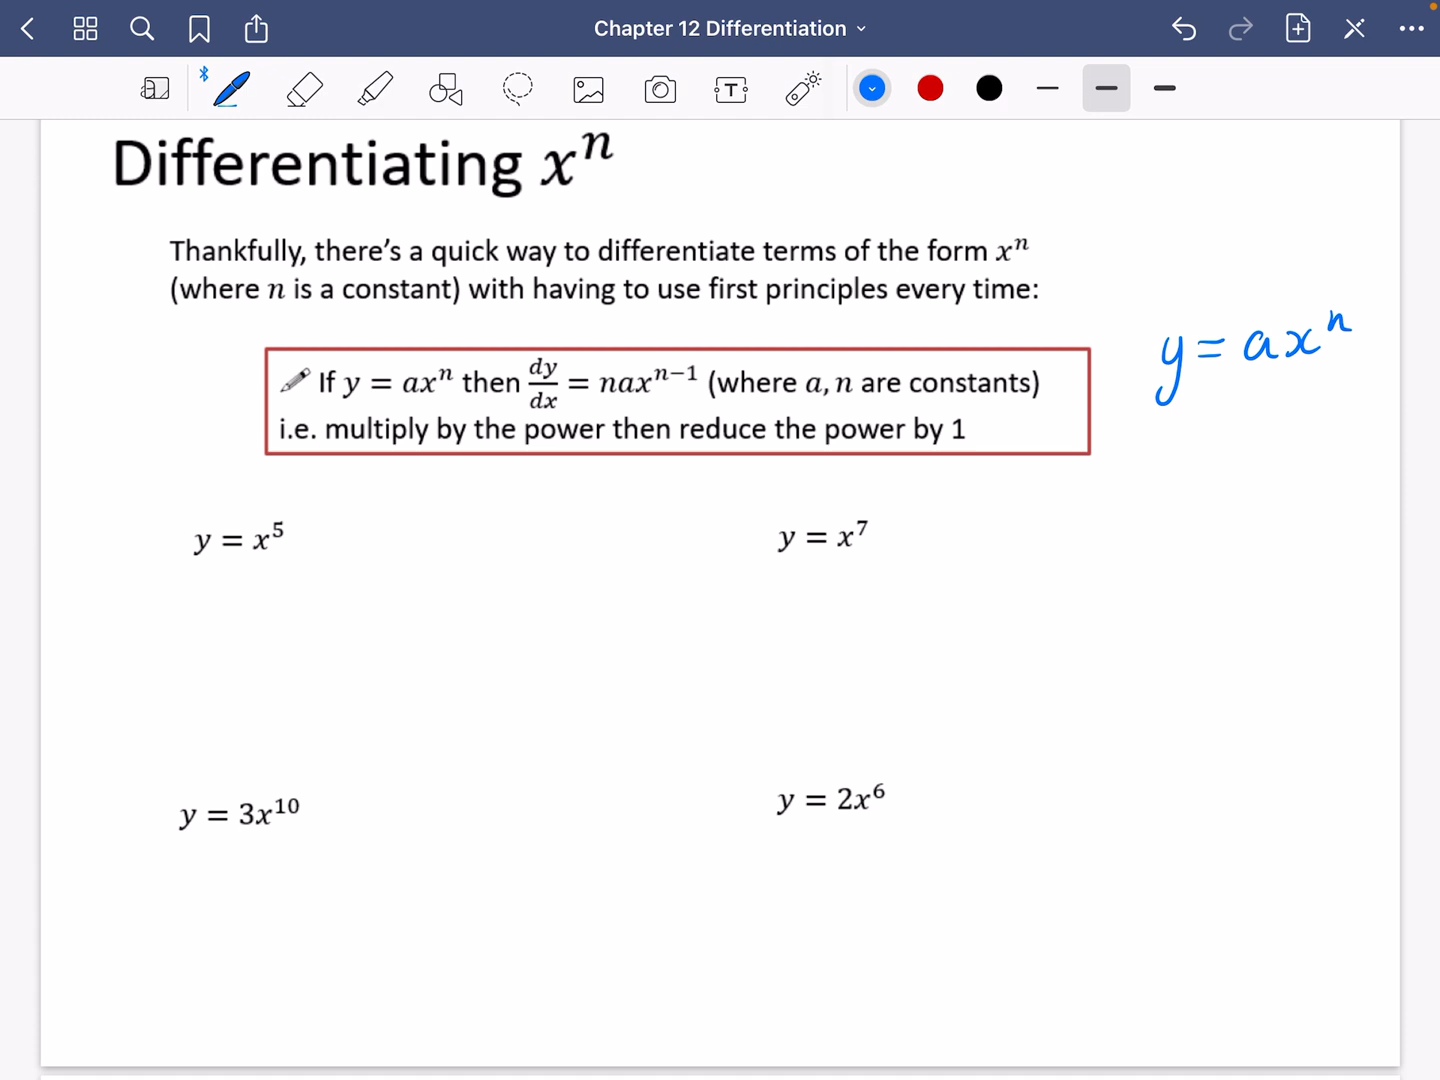 Chapter 12 Differentiation
Differentiating xⁿ
Thankfully, there's a quick way to differentiate terms of the form xⁿ
(where n is a constant) with having to use first principles every time:
y = axⁿ
If y = axⁿ then dy/dx = naxⁿ⁻¹ (where a, n are constants)
i.e. multiply by the power then reduce the power by 1
y = x⁵
y = x⁷
y = 3x¹⁰
y = 2x⁶